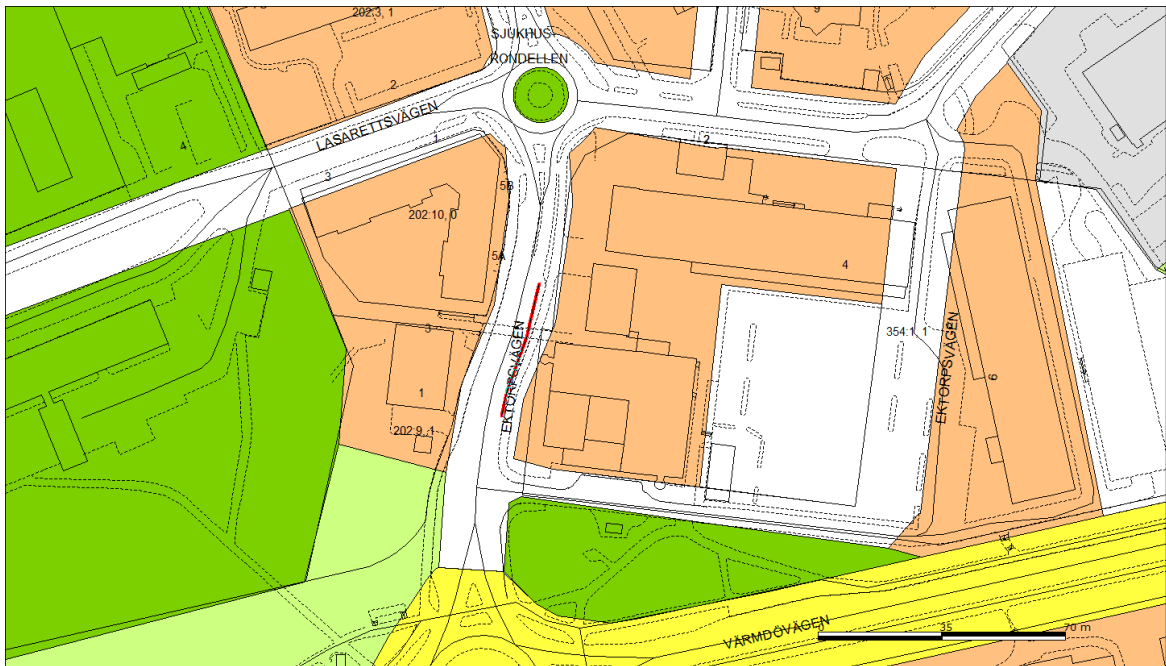 202:3, 1
9
SJUKHUS-
RONDELLEN
2
LASARETTSVÄGEN
1
2
4
3
5B
202:10, 0
5A
4
3
EKTORPSVÄGEN
354:1, 1
EKTORPSVÄGEN
6
1
202:9, 1
VÄRMDÖVÄGEN
0
35
70 m